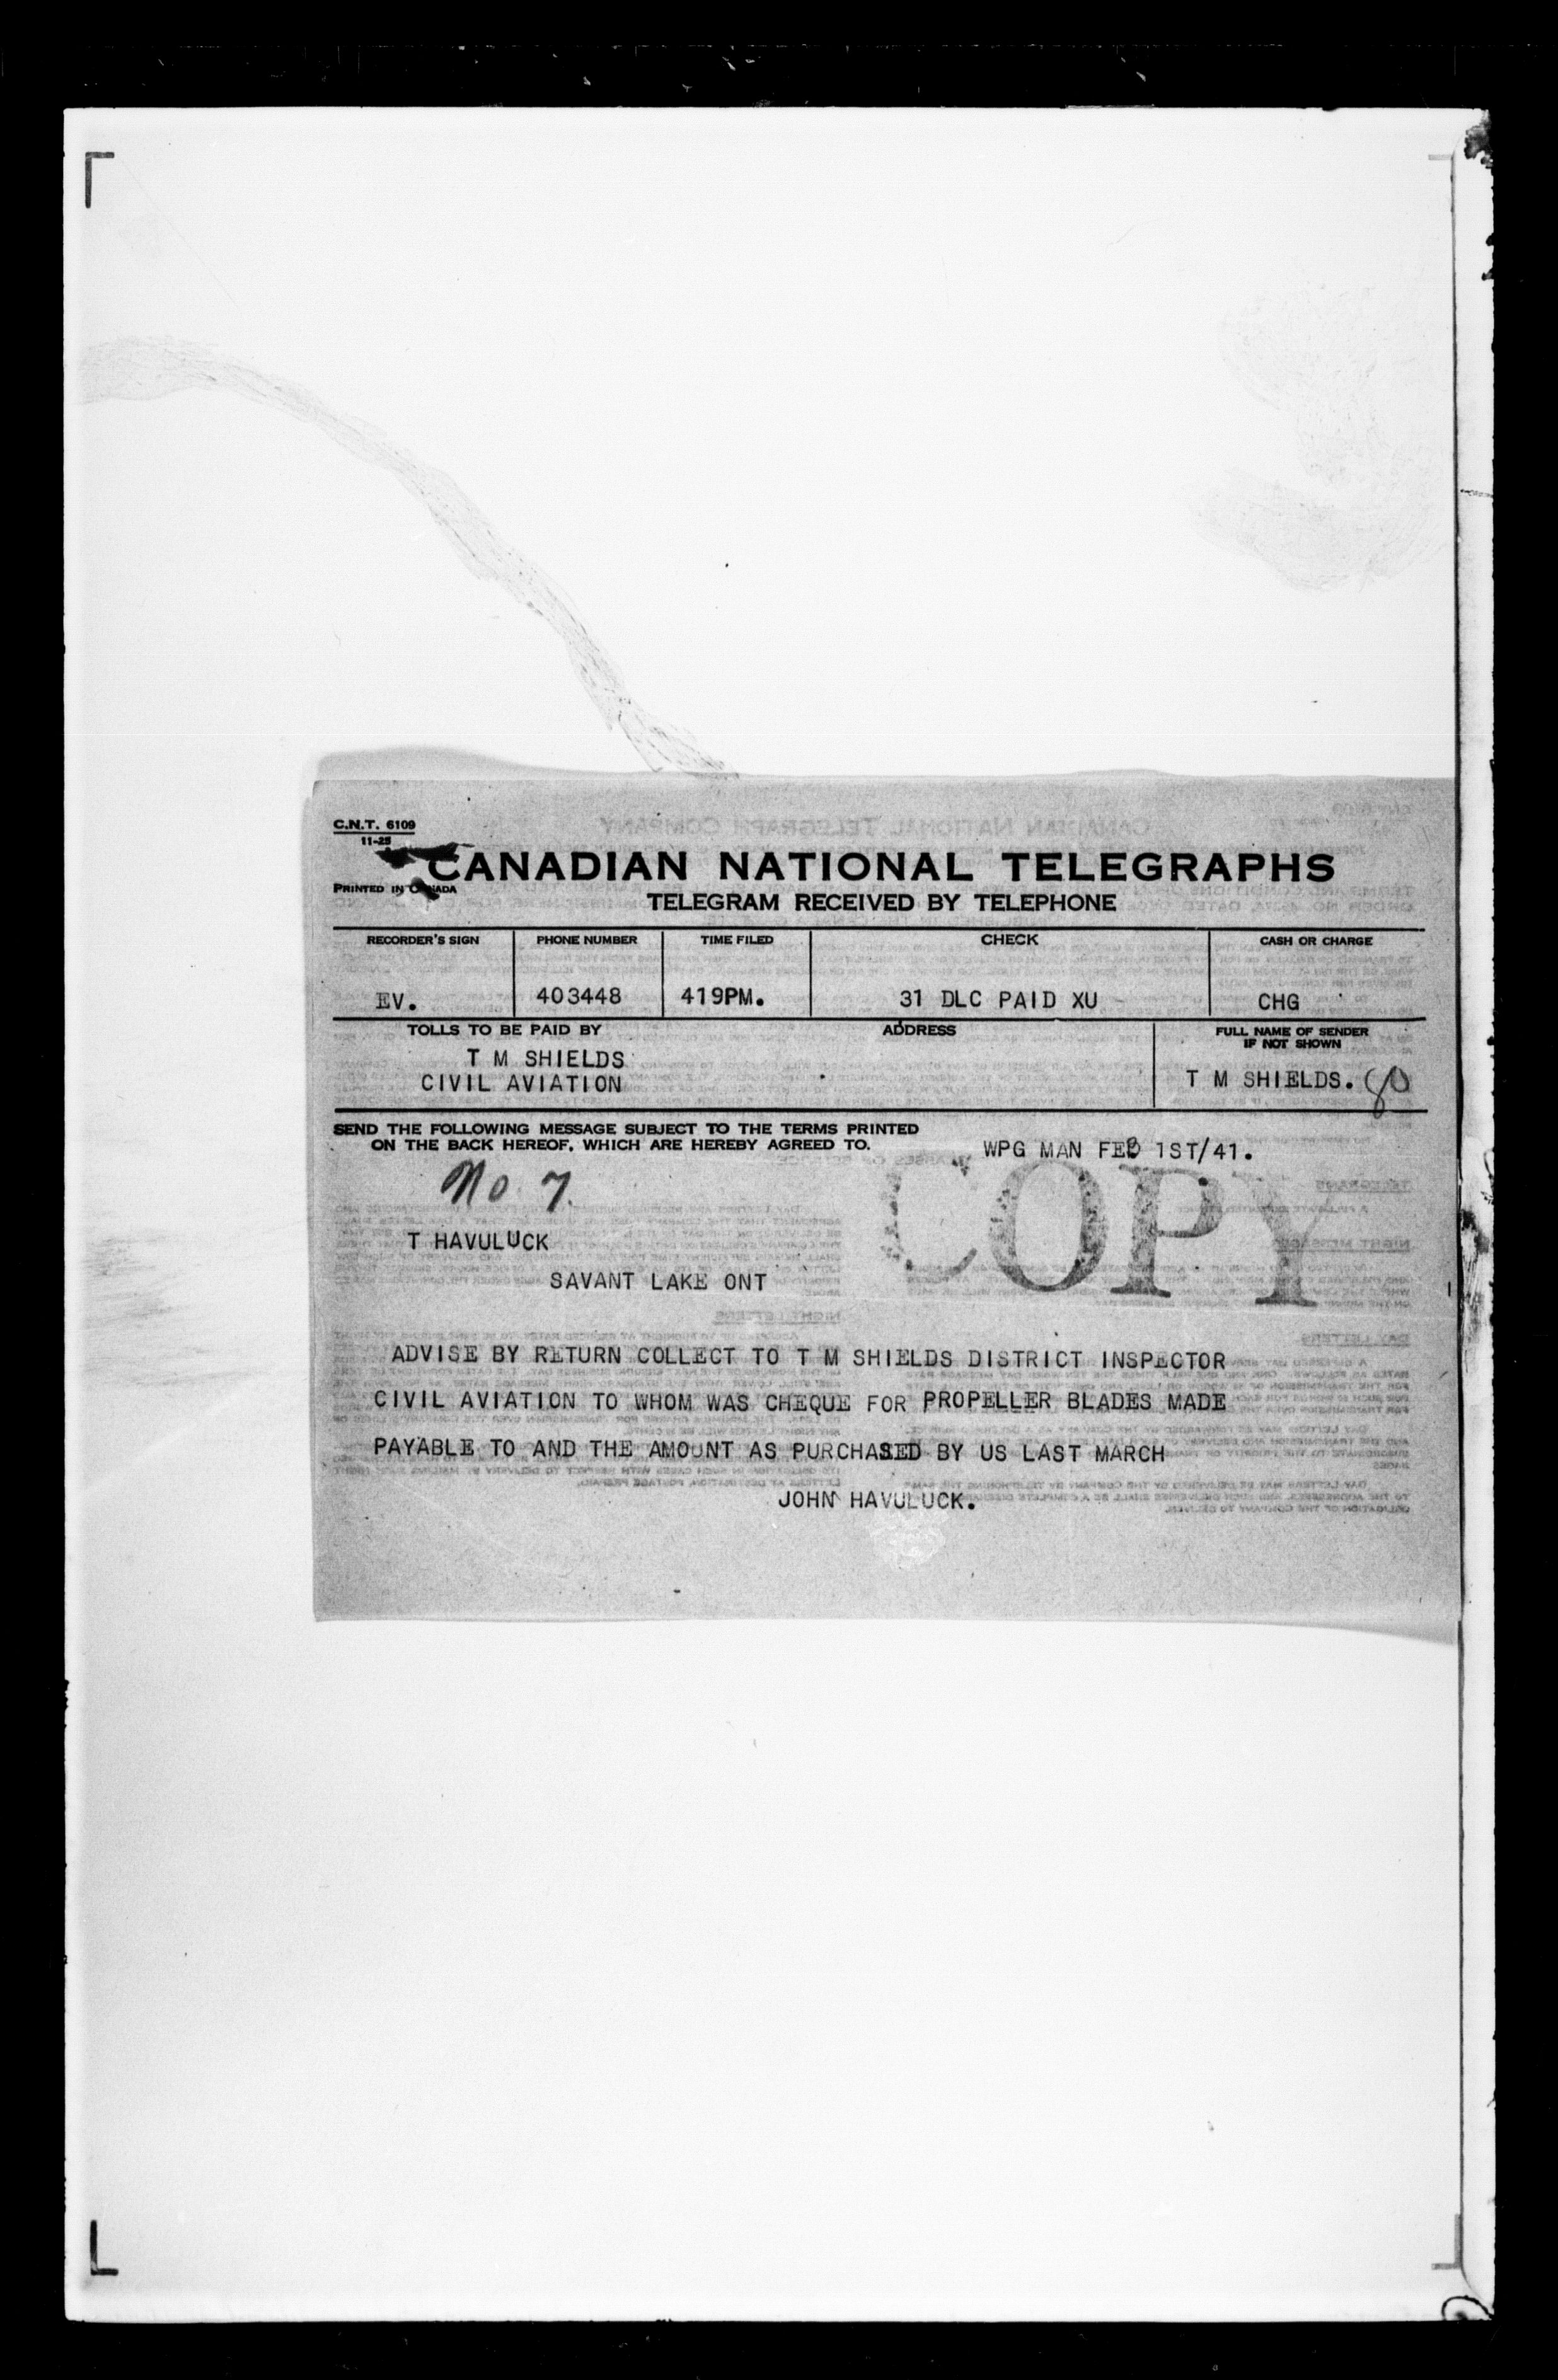 C.N.T. 6109
11-25
CANADIAN NATIONAL TELEGRAPHS
PRINTED IN CANADA
TELEGRAM RECEIVED BY TELEPHONE
RECORDER'S SIGN PHONE NUMBER TIME FILED CHECK CASH OR CHARGE
EV. 403448 419PM. 31 DLC PAID XU CHG
TOLLS TO BE PAID BY ADDRESS FULL NAME OF SENDER
IF NOT SHOWN
T M SHIELDS
CIVIL AVIATION T M SHIELDS. 80
SEND THE FOLLOWING MESSAGE SUBJECT TO THE TERMS PRINTED
ON THE BACK HEREOF, WHICH ARE HEREBY AGREED TO.
WPG MAN FEB 1ST/41.
No 7.
COPY
T HAVULUCK
SAVANT LAKE ONT
ADVISE BY RETURN COLLECT TO T M SHIELDS DISTRICT INSPECTOR
CIVIL AVIATION TO WHOM WAS CHEQUE FOR PROPELLER BLADES MADE
PAYABLE TO AND THE AMOUNT AS PURCHASED BY US LAST MARCH
JOHN HAVULUCK.